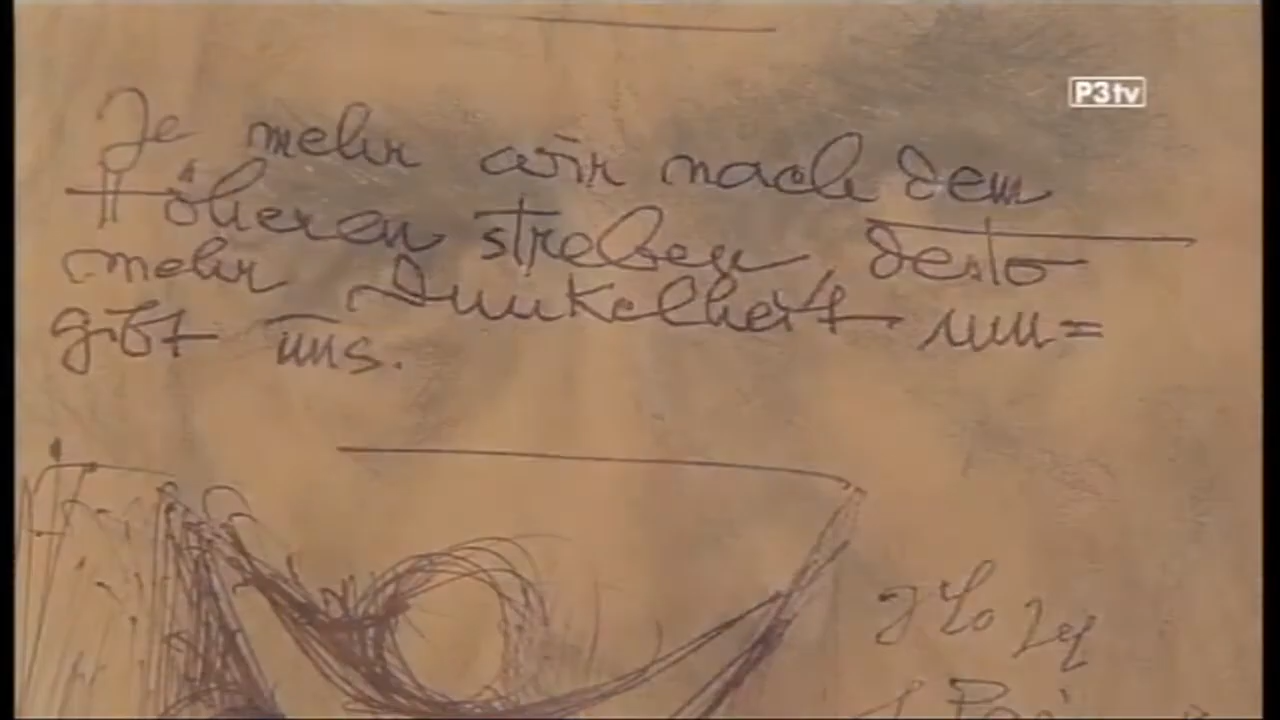 P3tv
Je mehr wir nach dem
Höheren streben, desto
mehr Dunkelheit um=
gibt uns.